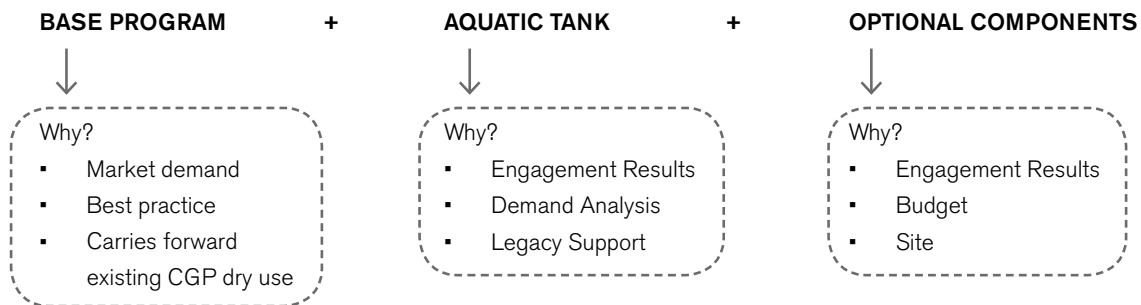 BASE PROGRAM + AQUATIC TANK + OPTIONAL COMPONENTS
Why?
▪ Market demand
▪ Best practice
▪ Carries forward
existing CGP dry use
Why?
▪ Engagement Results
▪ Demand Analysis
▪ Legacy Support
Why?
▪ Engagement Results
▪ Budget
▪ Site